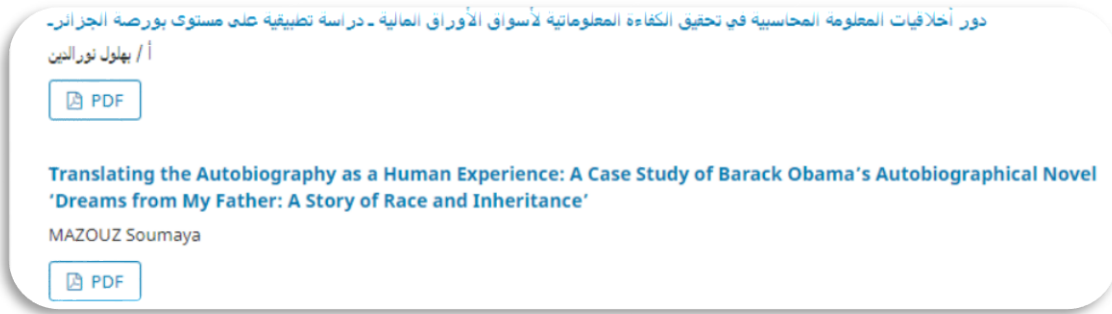 دور أخلاقيات المعلومة المحاسبية في تحقيق الكفاءة المعلوماتية لأسواق الأوراق المالية ـ دراسة تطبيقية على مستوى بورصة الجزائرـ
أ / بهلول نورالدين
PDF
Translating the Autobiography as a Human Experience: A Case Study of Barack Obama’s Autobiographical Novel
‘Dreams from My Father: A Story of Race and Inheritance’
MAZOUZ Soumaya
PDF